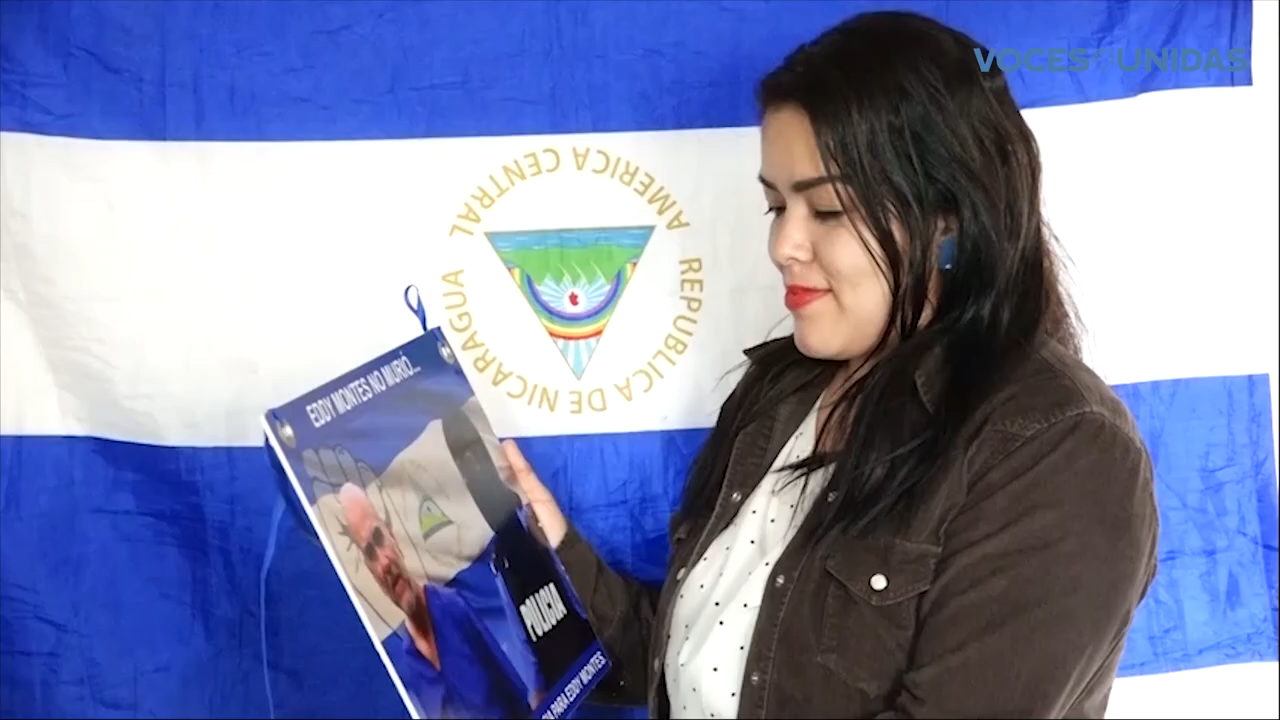 VOCES UNIDAS
AMERICA CENTRAL
REPUBLICA DE NICARAGUA
EDDY MONTES NO MURIÓ...
POLICIA
PARA EDDY MONTES